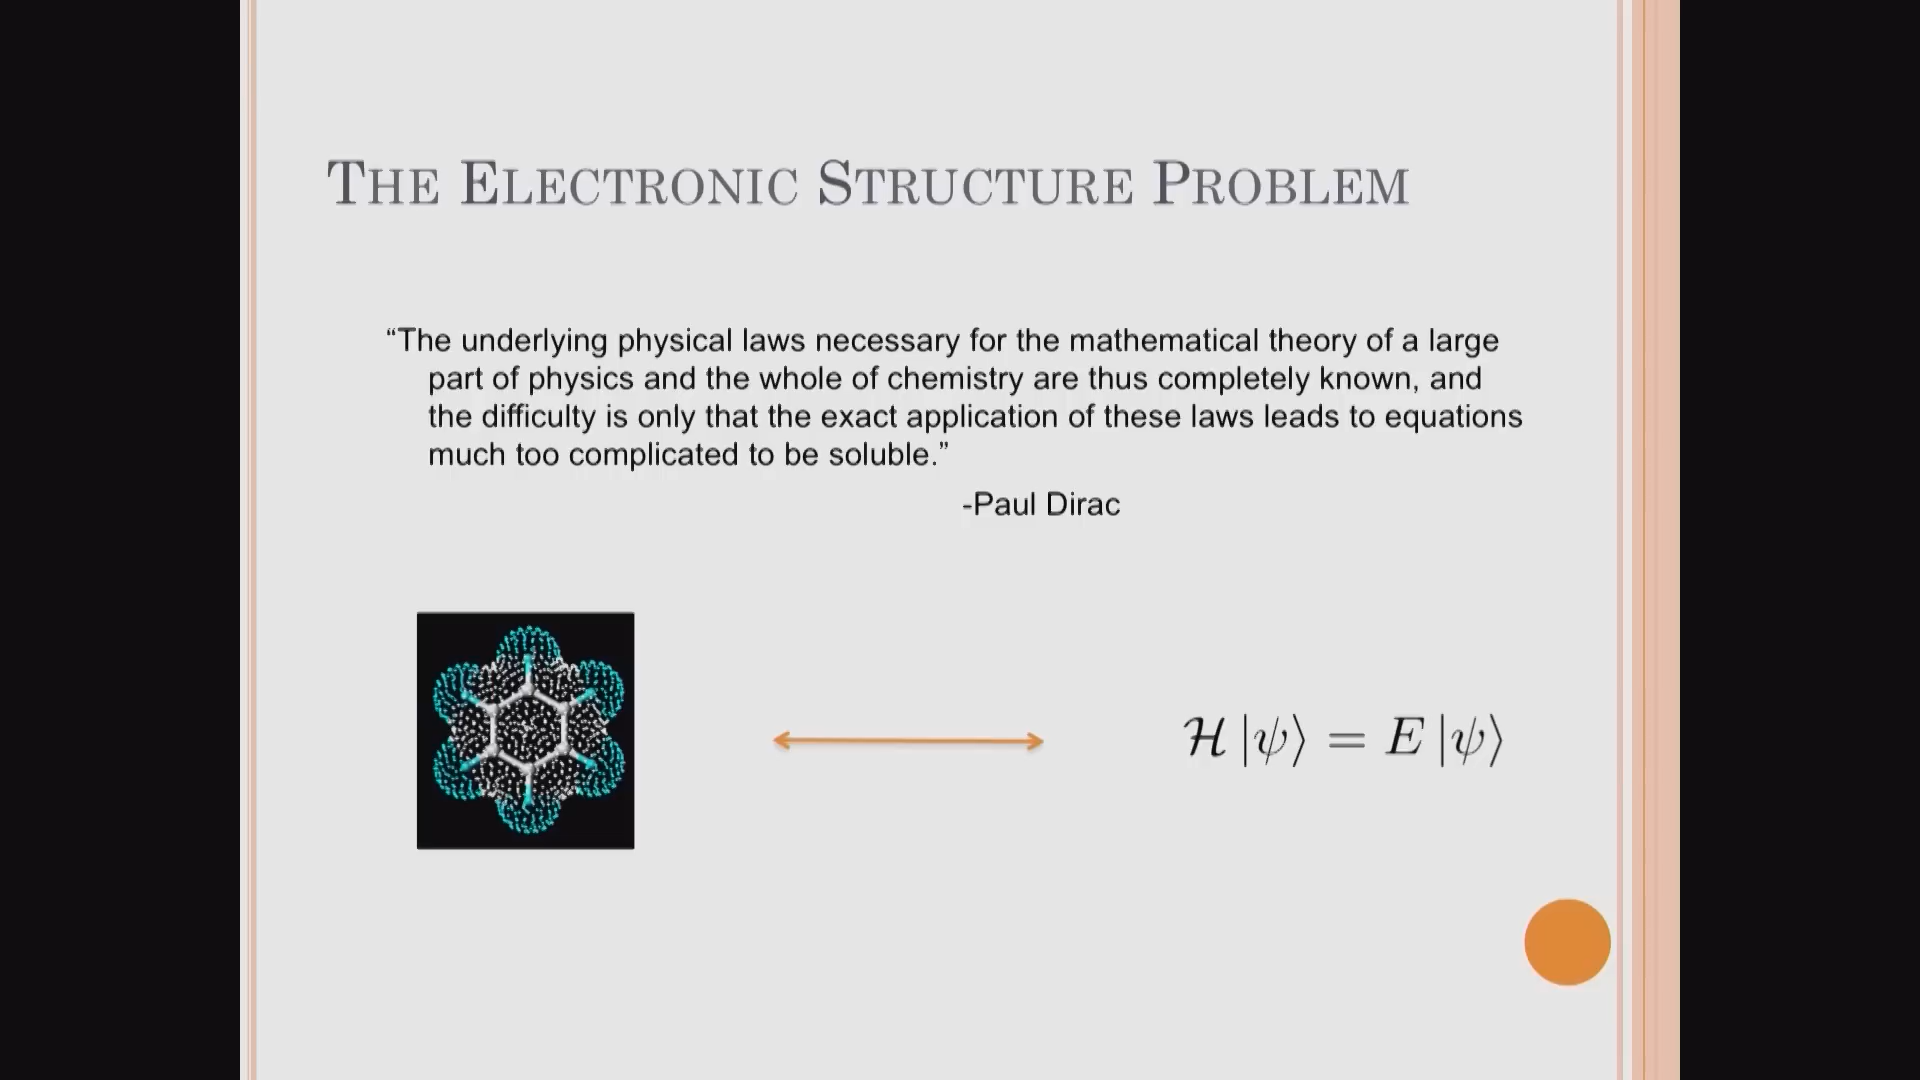 THE ELECTRONIC STRUCTURE PROBLEM
“The underlying physical laws necessary for the mathematical theory of a large
part of physics and the whole of chemistry are thus completely known, and
the difficulty is only that the exact application of these laws leads to equations
much too complicated to be soluble.”
-Paul Dirac
ℋ|ψ⟩ = E|ψ⟩